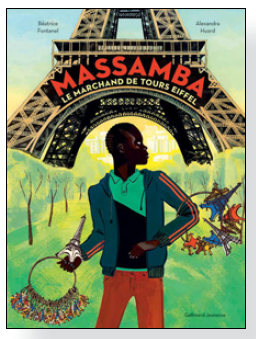 Béatrice Fontanel
Alexandra Huard
MASSAMBA
LE MARCHAND DE TOURS EIFFEL
Gallimard Jeunesse